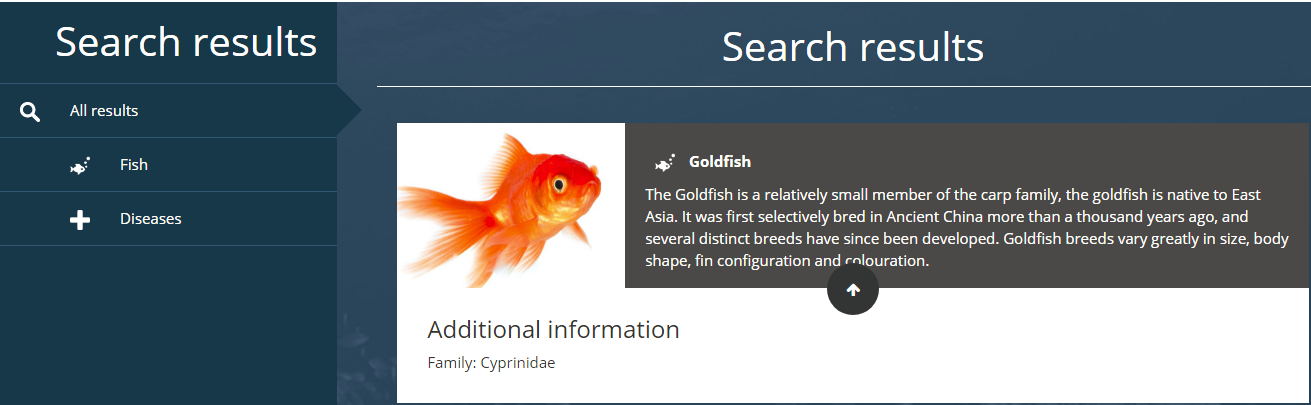 Search results
All results
Fish
Diseases
Search results
Goldfish
The Goldfish is a relatively small member of the carp family, the goldfish is native to East
Asia. It was first selectively bred in Ancient China more than a thousand years ago, and
several distinct breeds have since been developed. Goldfish breeds vary greatly in size, body
shape, fin configuration and colouration.
Additional information
Family: Cyprinidae